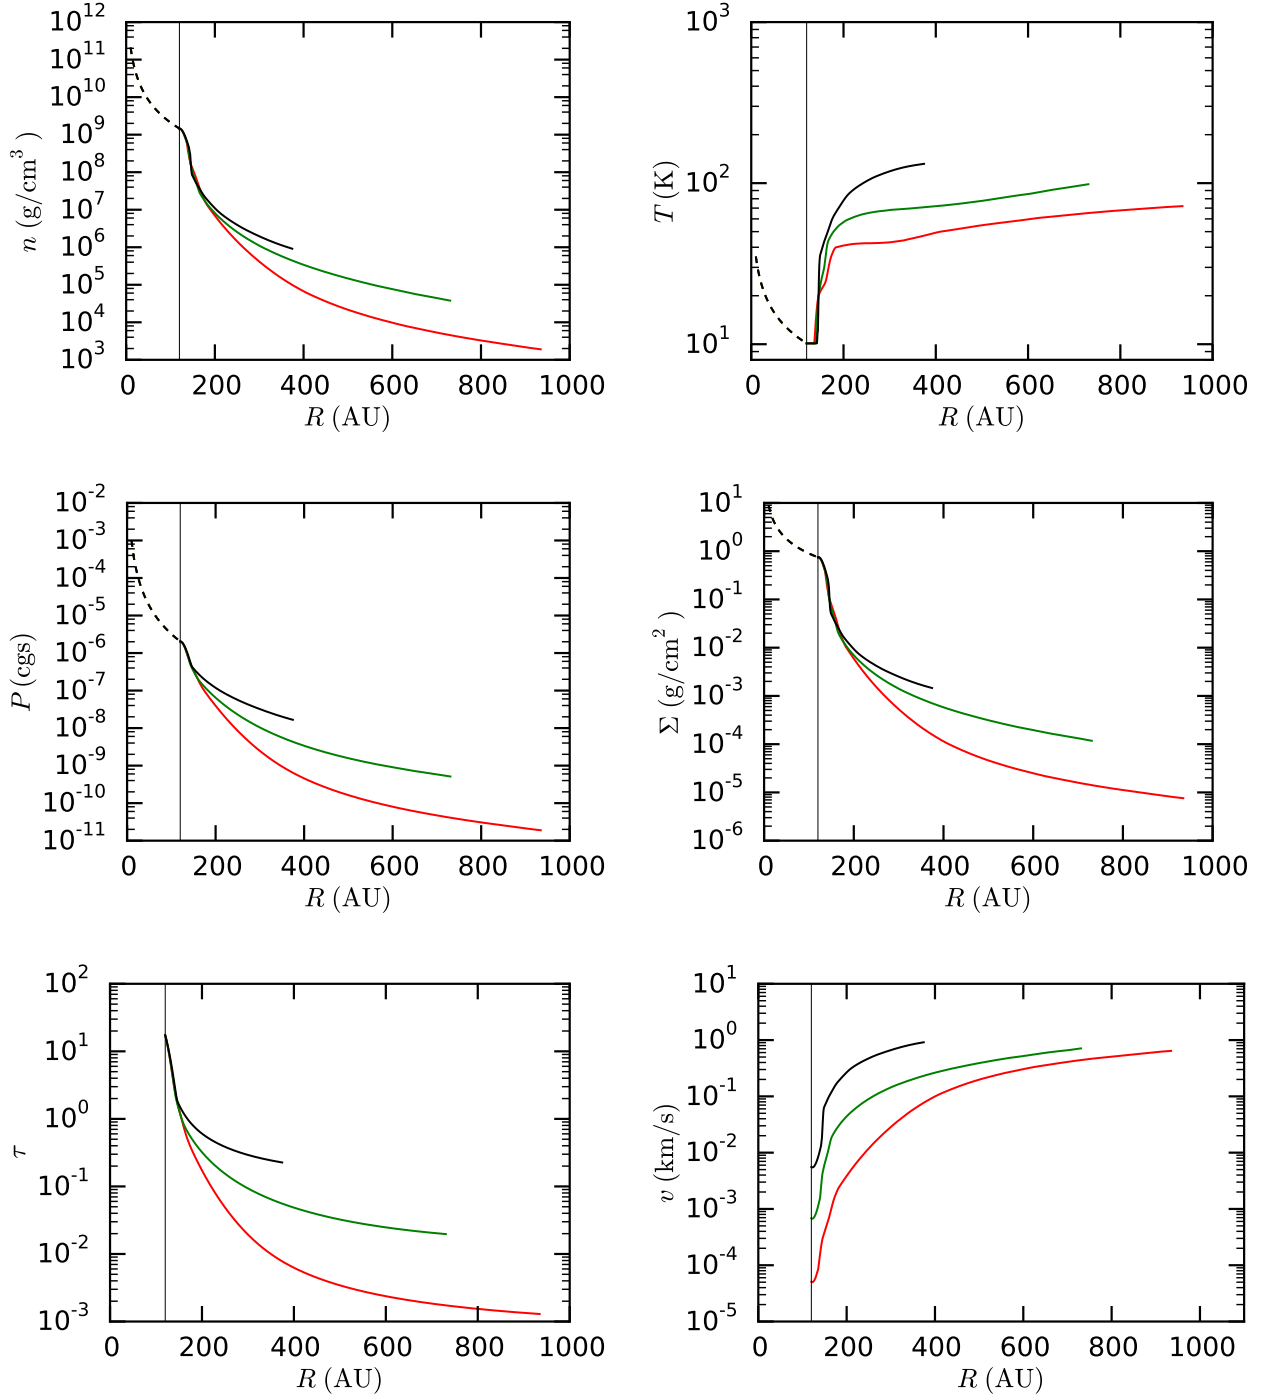 10^12
10^11
10^10
10^9
10^8
10^7
10^6
10^5
10^4
10^3
n (g/cm^3 )
0 200 400 600 800 1000
R (AU)
10^3
10^2
10^1
T (K)
0 200 400 600 800 1000
R (AU)
10^-2
10^-3
10^-4
10^-5
10^-6
10^-7
10^-8
10^-9
10^-10
10^-11
P (cgs)
0 200 400 600 800 1000
R (AU)
10^1
10^0
10^-1
10^-2
10^-3
10^-4
10^-5
10^-6
Σ (g/cm^2 )
0 200 400 600 800 1000
R (AU)
10^2
10^1
10^0
10^-1
10^-2
10^-3
τ
0 200 400 600 800 1000
R (AU)
10^1
10^0
10^-1
10^-2
10^-3
10^-4
10^-5
v (km/s)
0 200 400 600 800 1000
R (AU)